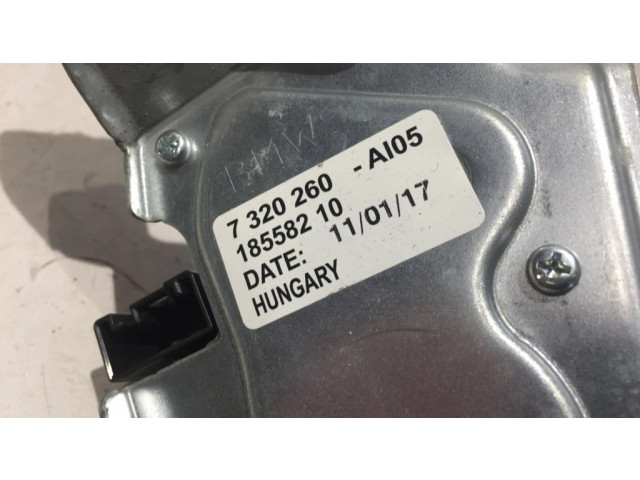 BMW
7 320 260 - AI05
185582 10
DATE: 11/01/17
HUNGARY